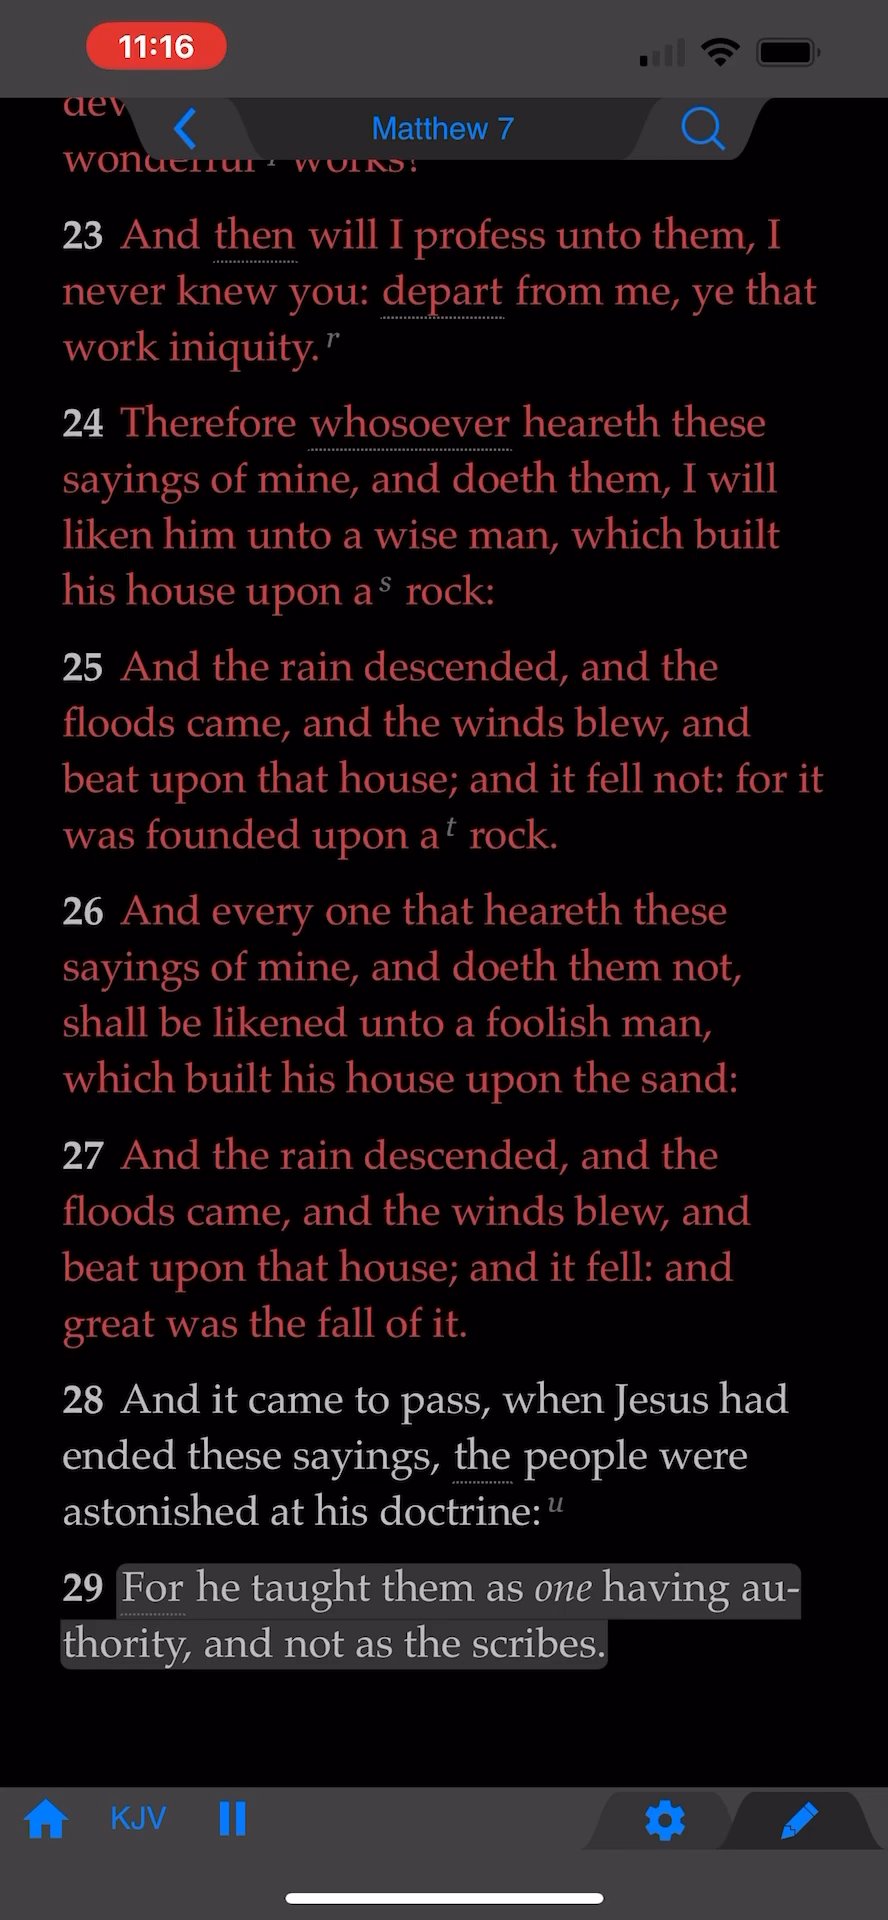 11:16
Matthew 7
23 And then will I profess unto them, I
never knew you: depart from me, ye that
work iniquity. r
24 Therefore whosoever heareth these
sayings of mine, and doeth them, I will
liken him unto a wise man, which built
his house upon a s rock:
25 And the rain descended, and the
floods came, and the winds blew, and
beat upon that house; and it fell not: for it
was founded upon a t rock.
26 And every one that heareth these
sayings of mine, and doeth them not,
shall be likened unto a foolish man,
which built his house upon the sand:
27 And the rain descended, and the
floods came, and the winds blew, and
beat upon that house; and it fell: and
great was the fall of it.
28 And it came to pass, when Jesus had
ended these sayings, the people were
astonished at his doctrine: u
29 For he taught them as one having au-
thority, and not as the scribes.
KJV